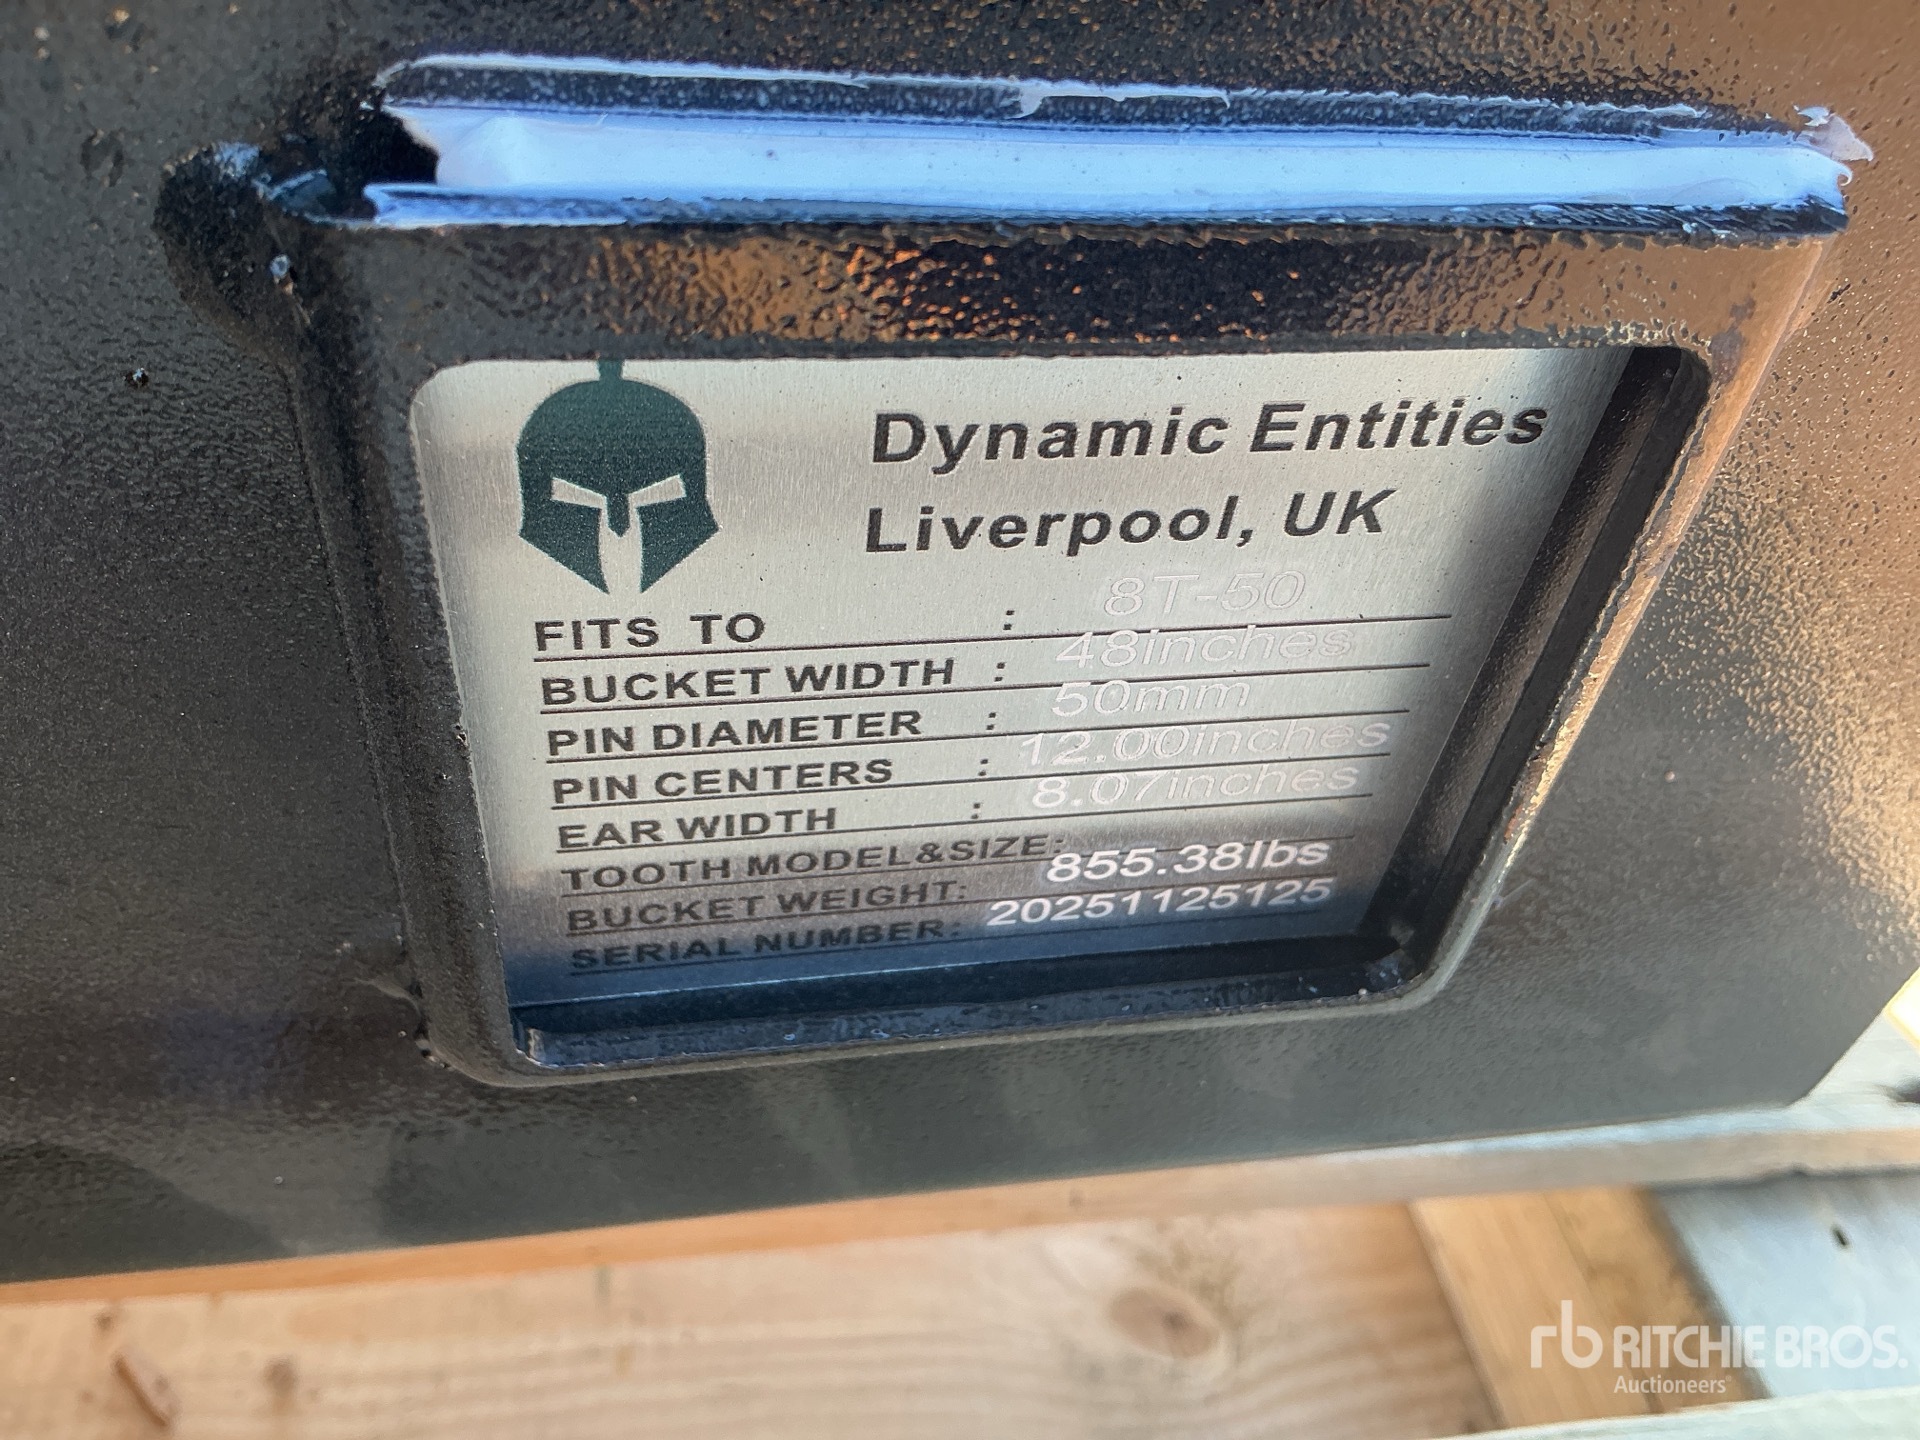 Dynamic Entities
Liverpool, UK
FITS TO : 8T-50
BUCKET WIDTH : 48inches
PIN DIAMETER : 50mm
PIN CENTERS : 12.00inches
EAR WIDTH : 8.07inches
TOOTH MODEL&SIZE:
BUCKET WEIGHT: 855.38lbs
SERIAL NUMBER: 20251125125
rb RITCHIE BROS.
Auctioneers